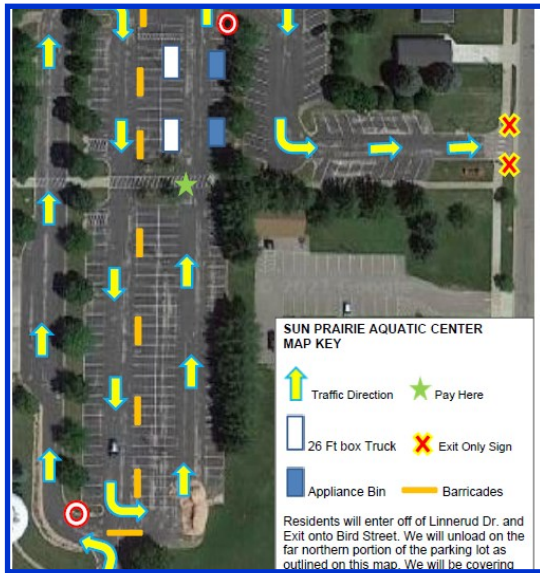 SUN PRAIRIE AQUATIC CENTER
MAP KEY
Traffic Direction
Pay Here
26 Ft box Truck
Exit Only Sign
Appliance Bin
Barricades
Residents will enter off of Linnerud Dr. and
Exit onto Bird Street. We will unload on the
far northern portion of the parking lot as
outlined on this map. We will be covering